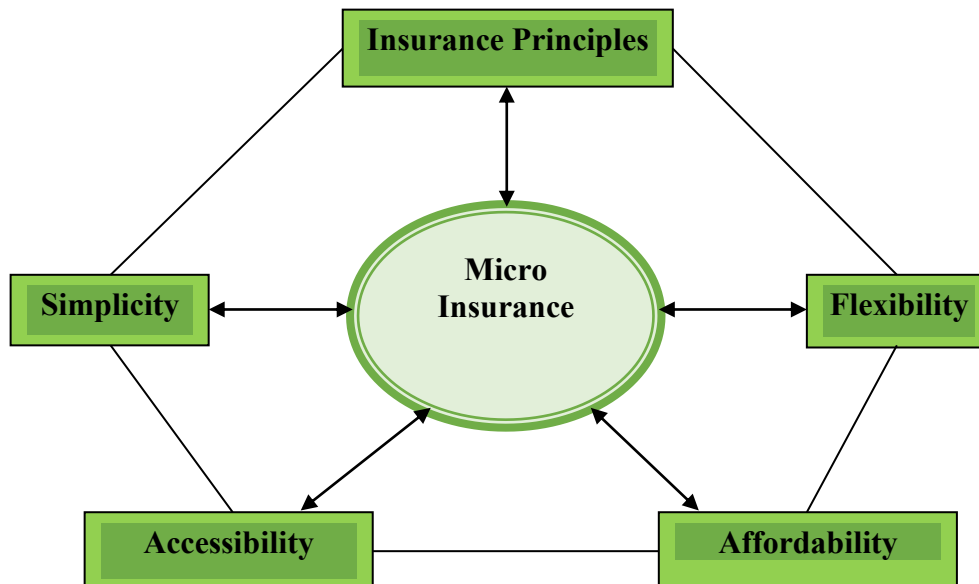 Insurance Principles
Micro
Insurance
Simplicity
Flexibility
Accessibility
Affordability